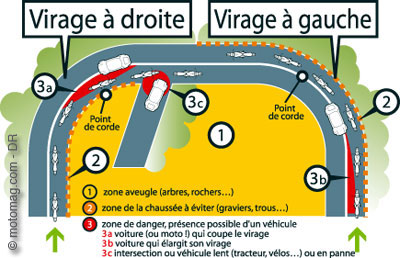 Virage à droite
Virage à gauche
3a
3c
Point
de corde
Point
de corde
2
1
2
3b
1 zone aveugle (arbres, rochers...)
2 zone de la chaussée à éviter (graviers, trous...)
3 zone de danger, présence possible d'un véhicule
3a voiture (ou moto !) qui coupe le virage
3b voiture qui élargit son virage
3c intersection ou véhicule lent (tracteur, vélos...) ou en panne
© motomag.com - DR